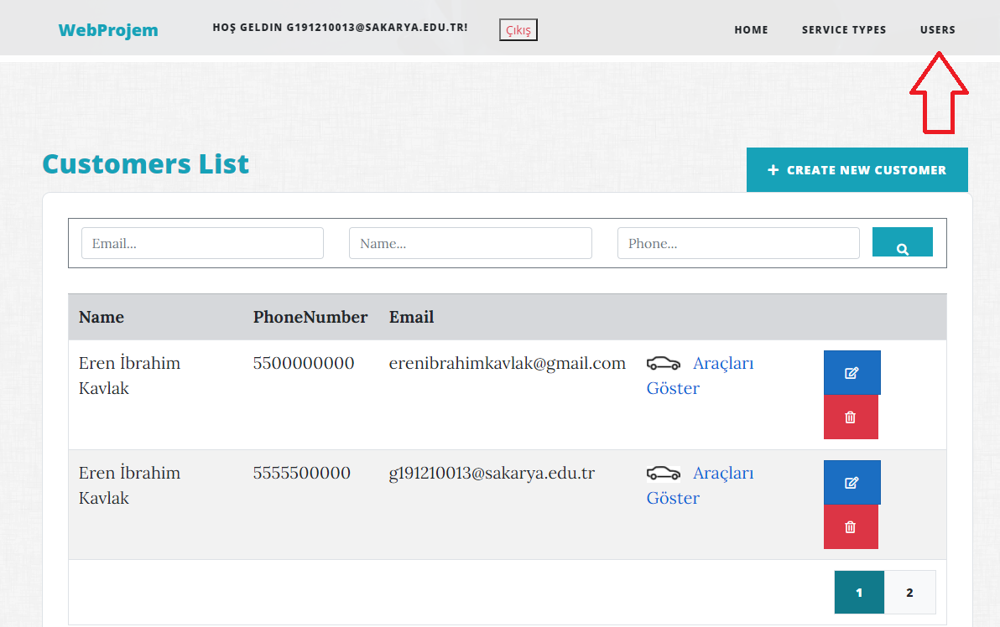 WebProjem HOŞ GELDIN G191210013@SAKARYA.EDU.TR! Çıkış HOME SERVICE TYPES USERS
Customers List
+ CREATE NEW CUSTOMER
Email... Name... Phone...
Name PhoneNumber Email
Eren İbrahim 5500000000 erenibrahimkavlak@gmail.com Araçları
Kavlak Göster
Eren İbrahim 5555500000 g191210013@sakarya.edu.tr Araçları
Kavlak Göster
1 2